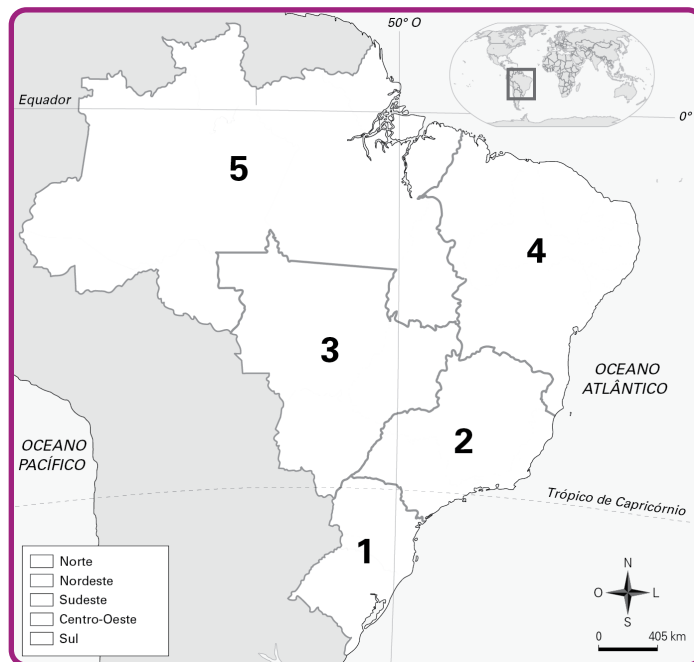 50° O
Equador
0°
5
4
3
OCEANO
ATLÂNTICO
2
OCEANO
PACÍFICO
Trópico de Capricórnio
1
Norte
Nordeste
Sudeste
Centro-Oeste
Sul
N
O
L
S
0
405 km